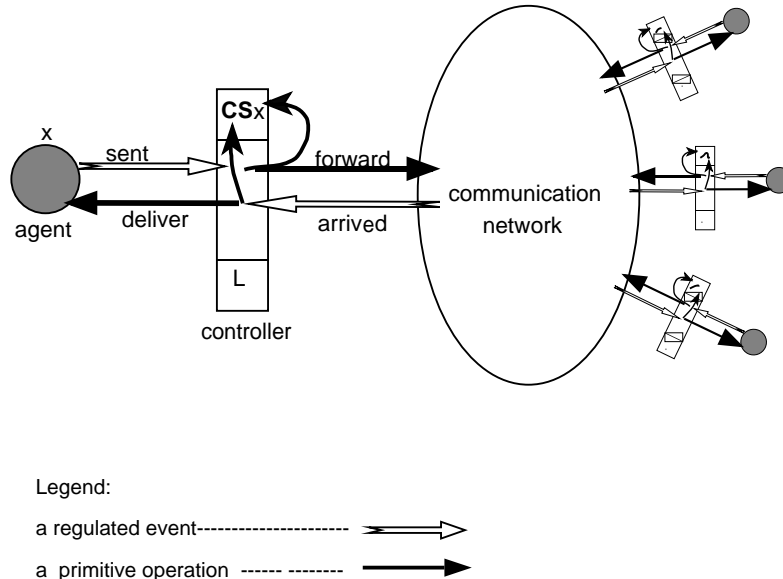 x
CSx
sent
forward
communication
network
deliver
arrived
agent
L
controller
Legend:
a regulated event
a primitive operation